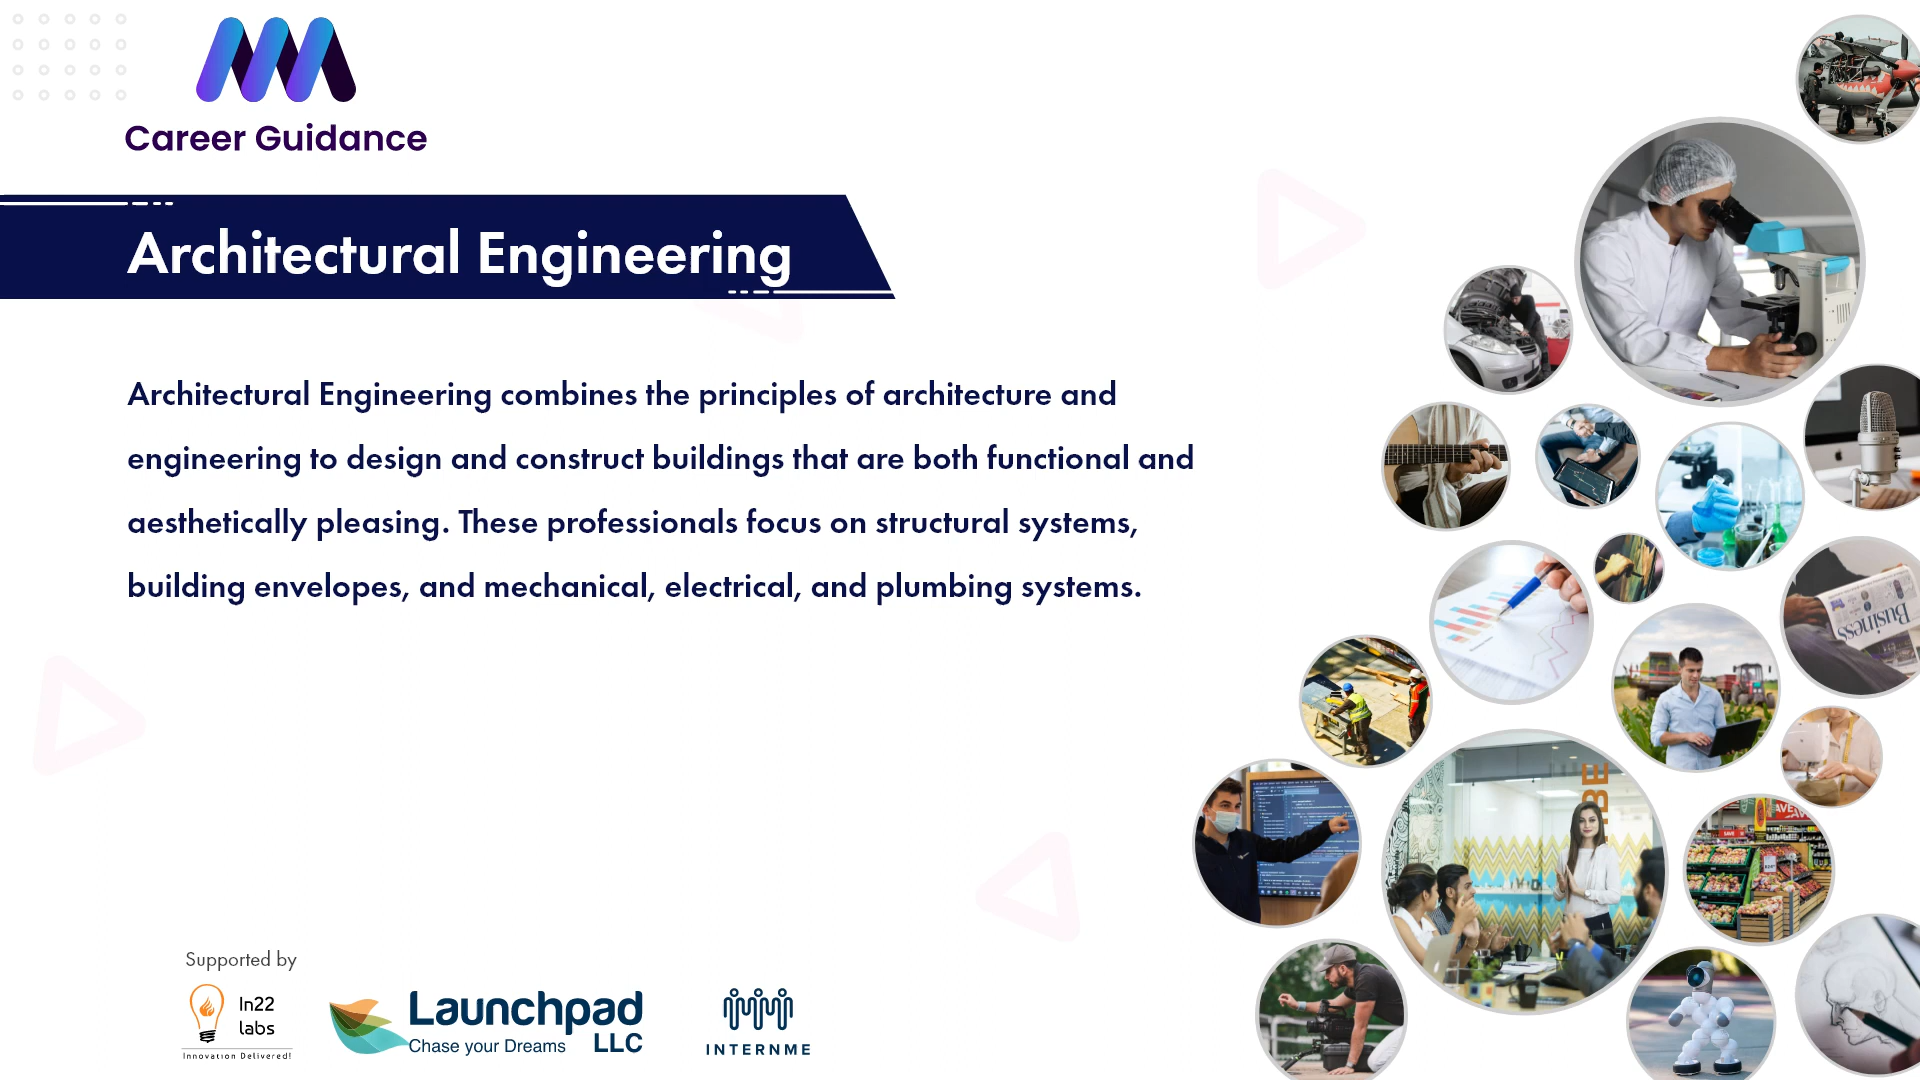 Career Guidance
Architectural Engineering
Architectural Engineering combines the principles of architecture and
engineering to design and construct buildings that are both functional and
aesthetically pleasing. These professionals focus on structural systems,
building envelopes, and mechanical, electrical, and plumbing systems.
Business
SAVE
Supported by
In22
labs
Innovation Delivered!
Launchpad
Chase your Dreams
LLC
INTERNME